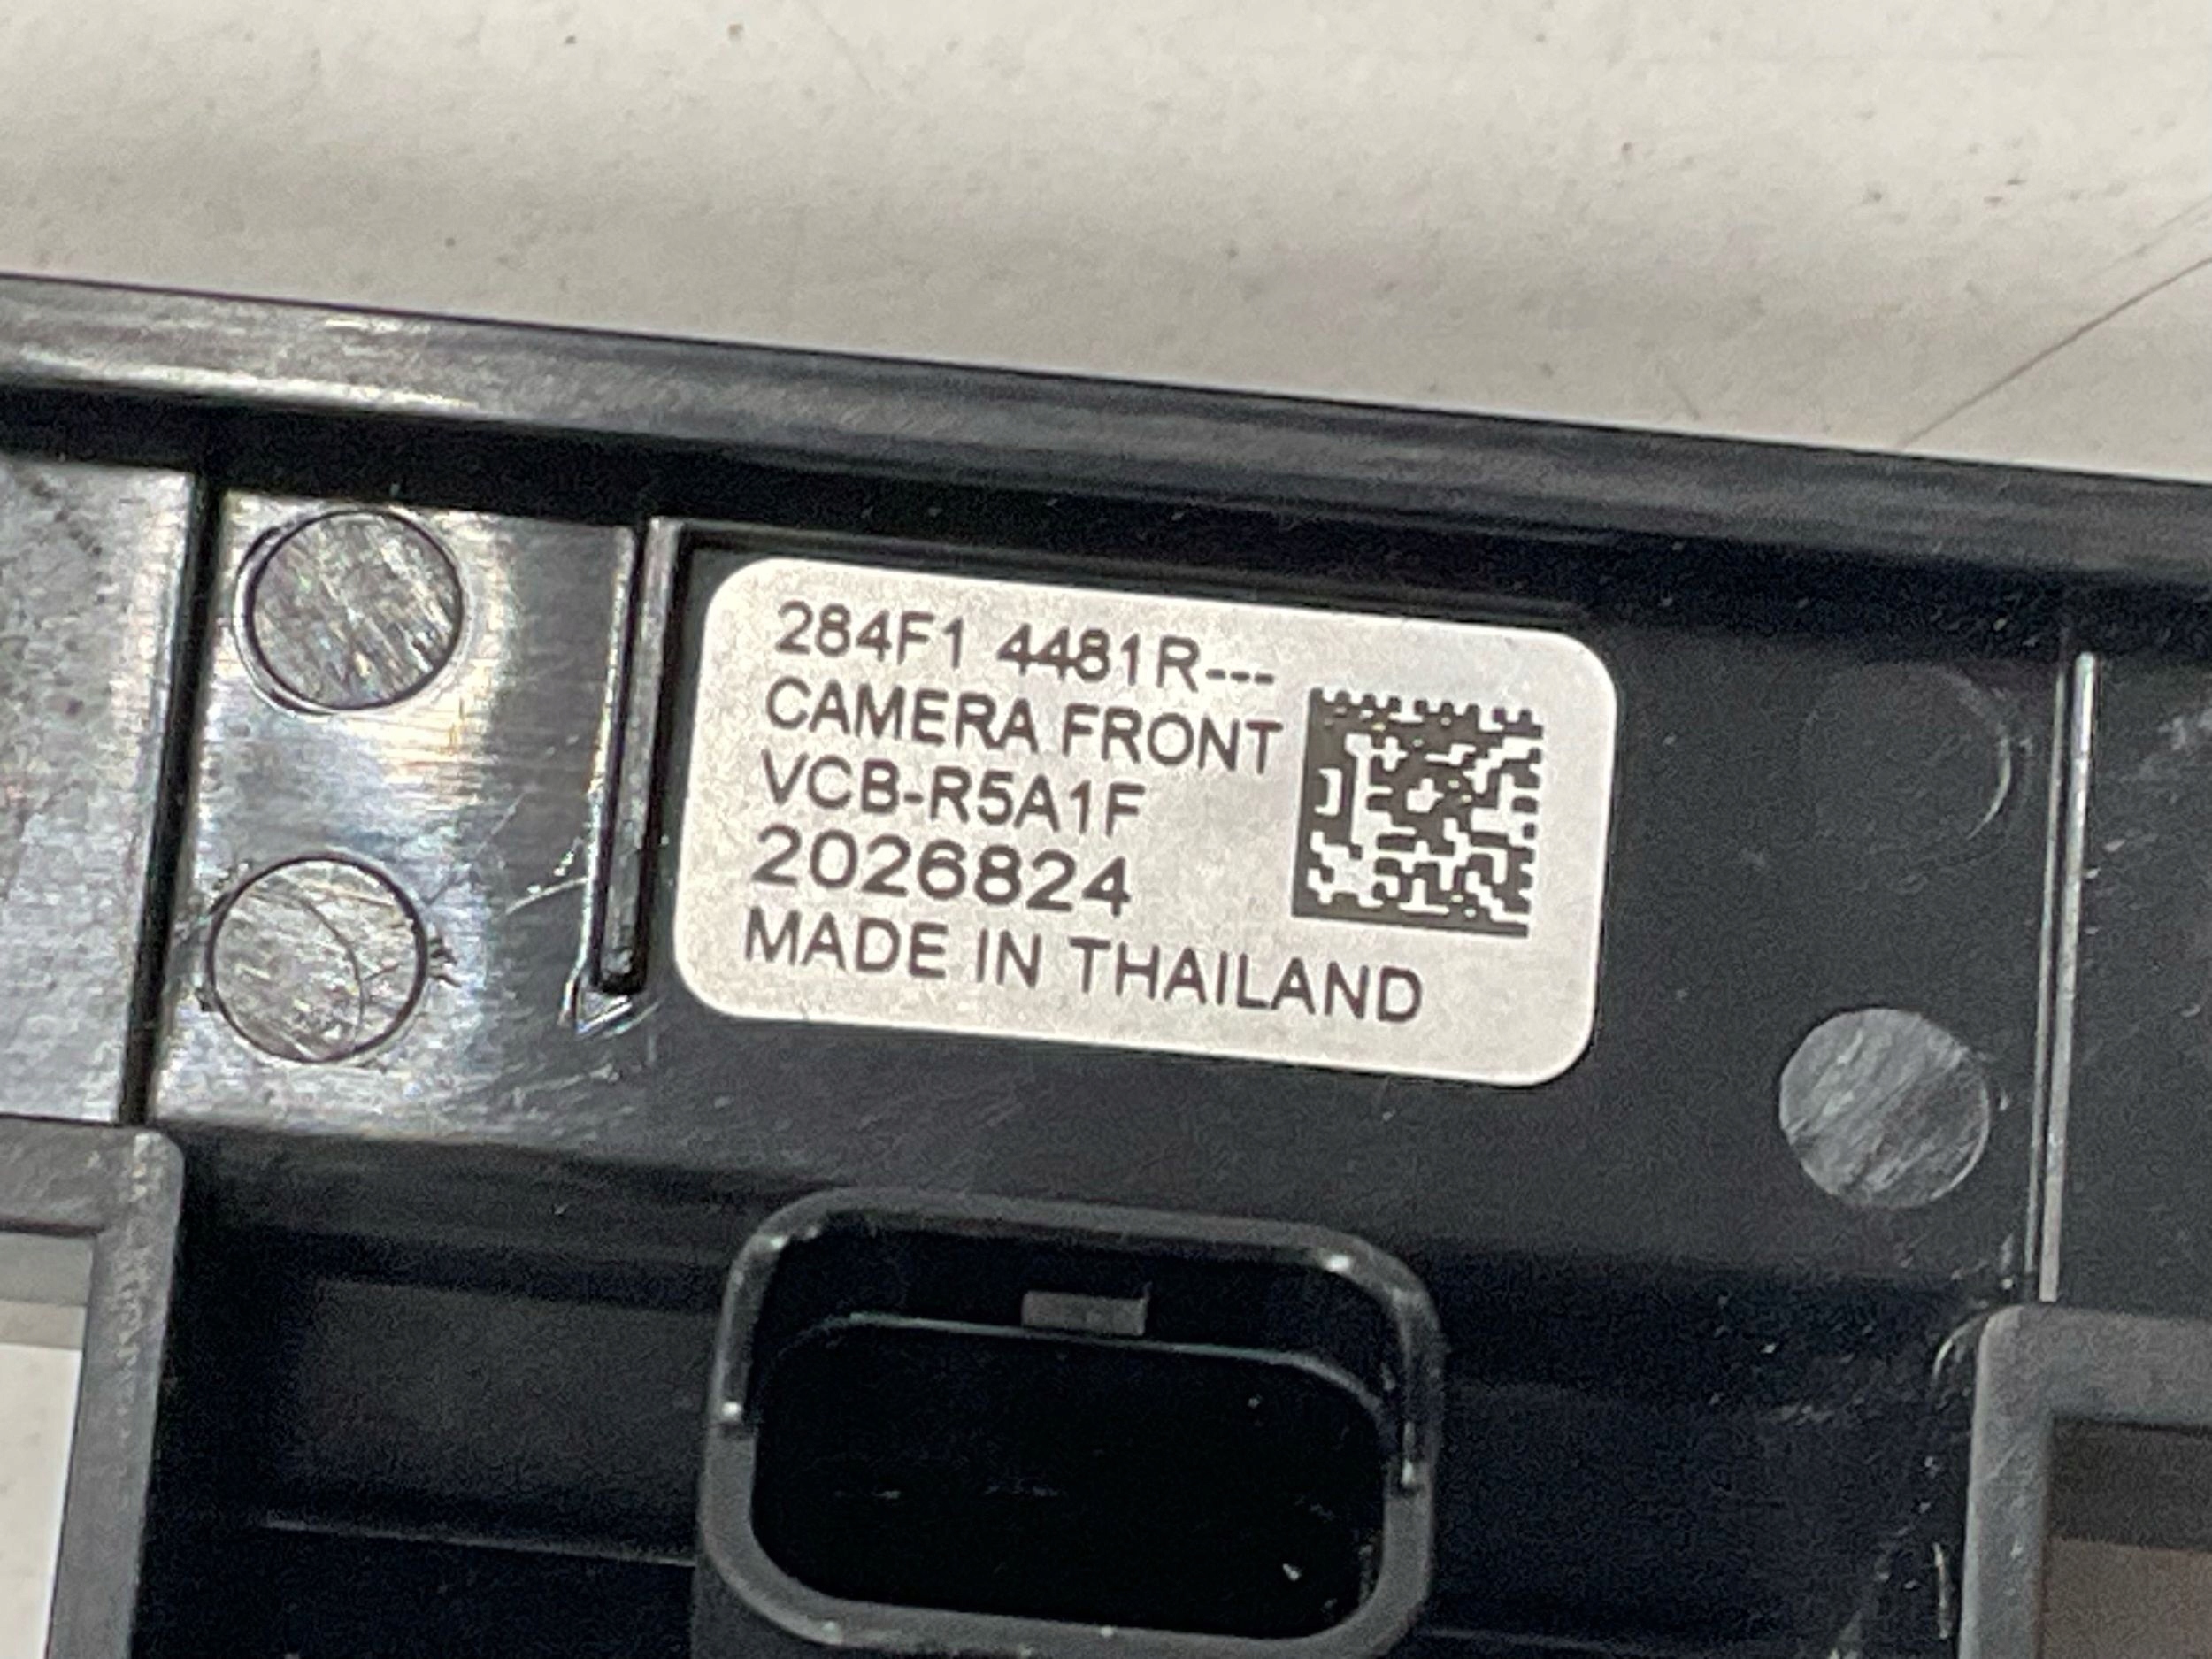 284F1 4481R---
CAMERA FRONT
VCB-R5A1F
2026824
MADE IN THAILAND